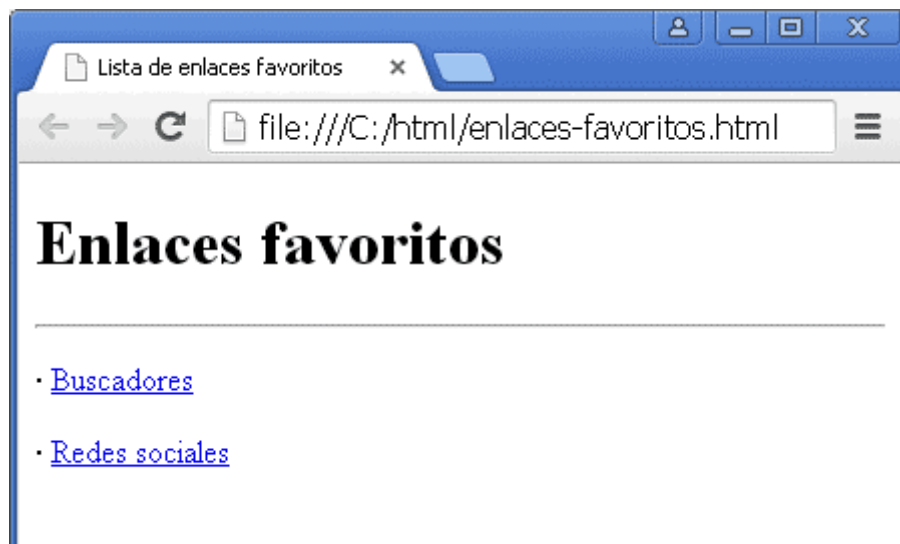 Lista de enlaces favoritos
file:///C:/html/enlaces-favoritos.html
Enlaces favoritos
· Buscadores
· Redes sociales